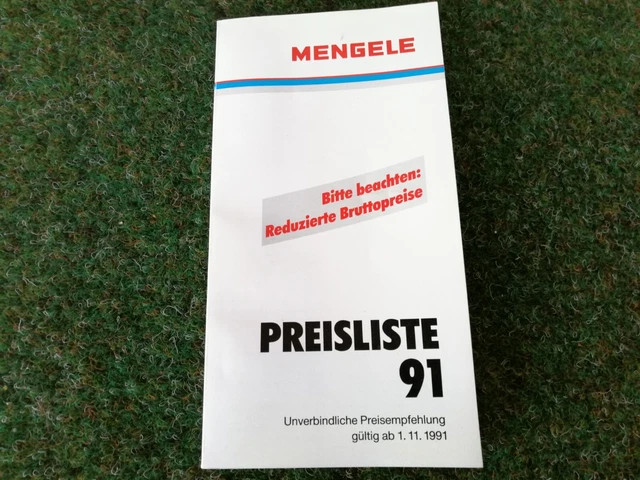 MENGELE
Bitte beachten:
Reduzierte Bruttopreise
PREISLISTE
91
Unverbindliche Preisempfehlung
gültig ab 1. 11. 1991